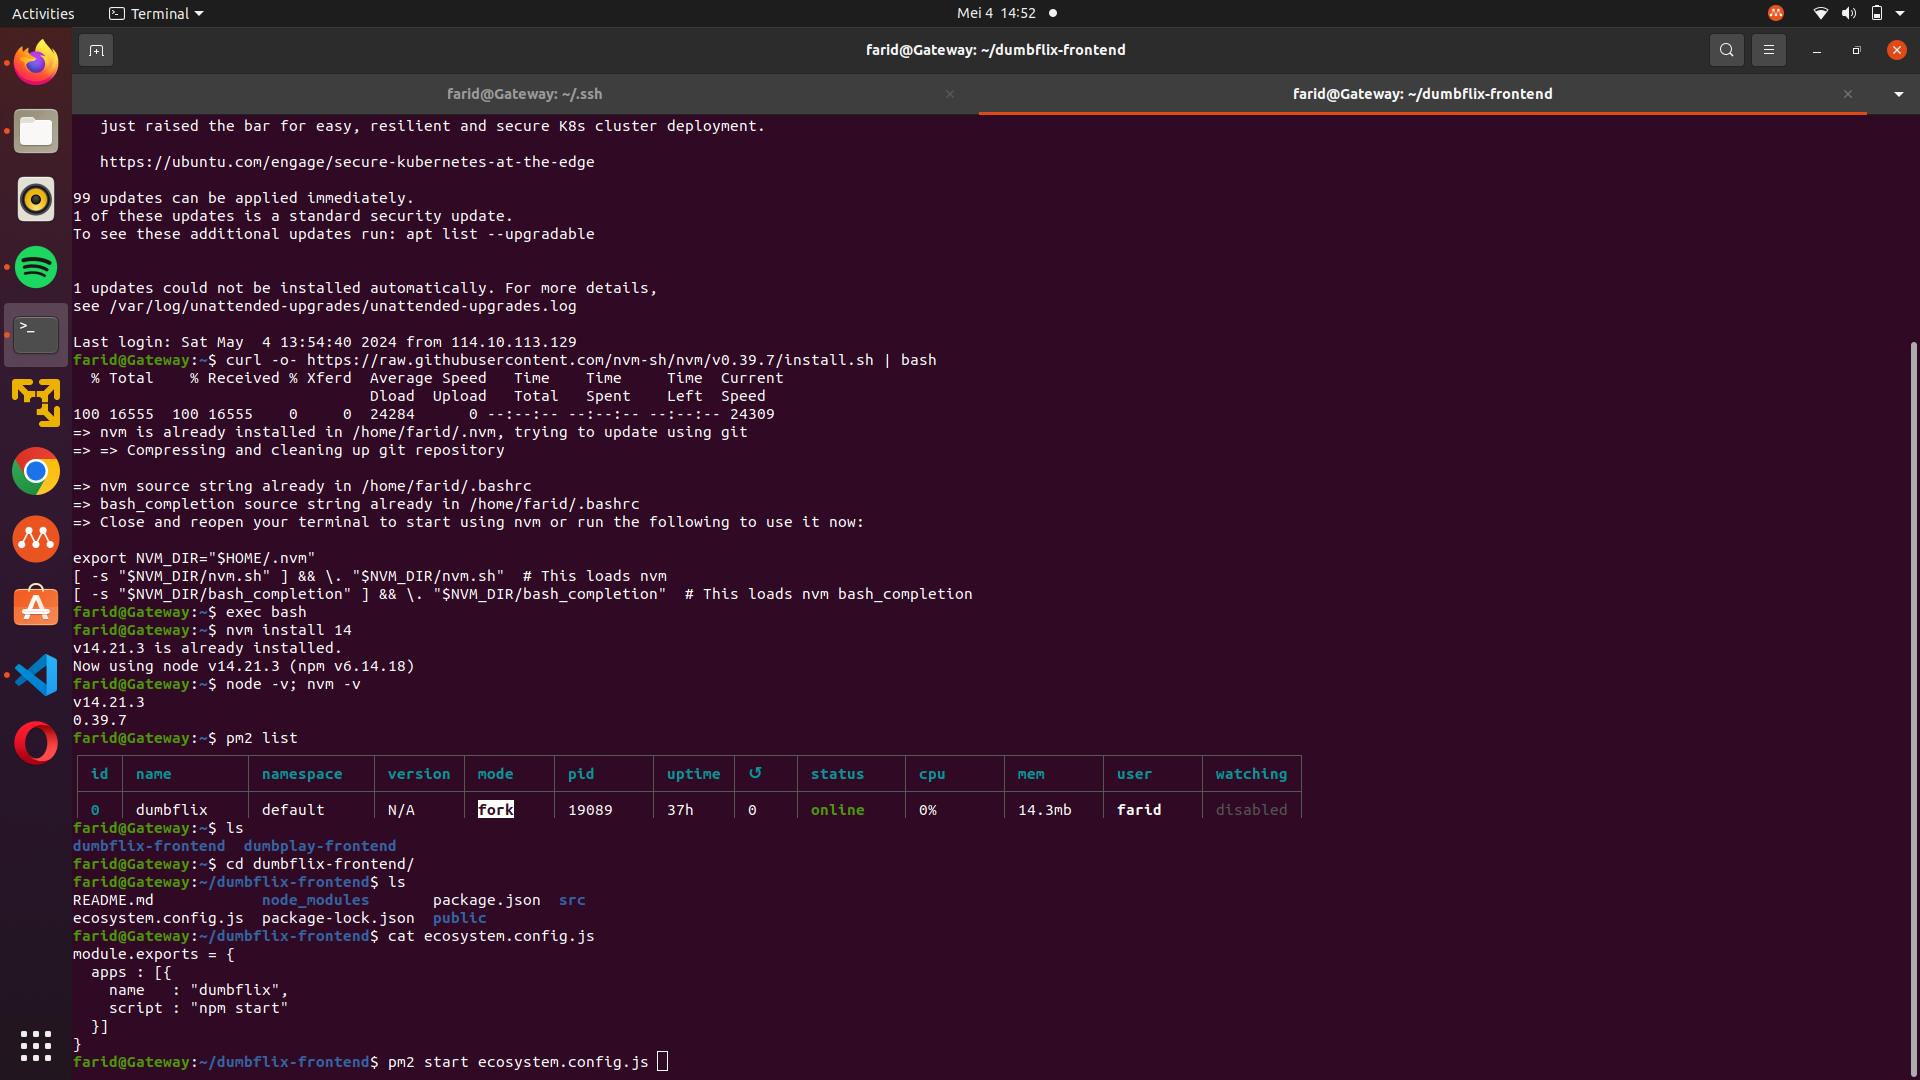 Activities Terminal Mei 4 14:52
farid@Gateway: ~/dumbflix-frontend
farid@Gateway: ~/.ssh farid@Gateway: ~/dumbflix-frontend
just raised the bar for easy, resilient and secure K8s cluster deployment.
https://ubuntu.com/engage/secure-kubernetes-at-the-edge
99 updates can be applied immediately.
1 of these updates is a standard security update.
To see these additional updates run: apt list --upgradable
1 updates could not be installed automatically. For more details,
see /var/log/unattended-upgrades/unattended-upgrades.log
Last login: Sat May  4 13:54:40 2024 from 114.10.113.129
farid@Gateway:~$ curl -o- https://raw.githubusercontent.com/nvm-sh/nvm/v0.39.7/install.sh | bash
  % Total    % Received % Xferd  Average Speed   Time    Time     Time  Current
                                 Dload  Upload   Total   Spent    Left  Speed
100 16555  100 16555    0     0  24284      0 --:--:-- --:--:-- --:--:-- 24309
=> nvm is already installed in /home/farid/.nvm, trying to update using git
=> => Compressing and cleaning up git repository
=> nvm source string already in /home/farid/.bashrc
=> bash_completion source string already in /home/farid/.bashrc
=> Close and reopen your terminal to start using nvm or run the following to use it now:
export NVM_DIR="$HOME/.nvm"
[ -s "$NVM_DIR/nvm.sh" ] && \. "$NVM_DIR/nvm.sh"  # This loads nvm
[ -s "$NVM_DIR/bash_completion" ] && \. "$NVM_DIR/bash_completion"  # This loads nvm bash_completion
farid@Gateway:~$ exec bash
farid@Gateway:~$ nvm install 14
v14.21.3 is already installed.
Now using node v14.21.3 (npm v6.14.18)
farid@Gateway:~$ node -v; nvm -v
v14.21.3
0.39.7
farid@Gateway:~$ pm2 list
id name namespace version mode pid uptime ↺ status cpu mem user watching
0 dumbflix default N/A fork 19089 37h 0 online 0% 14.3mb farid disabled
farid@Gateway:~$ ls
dumbflix-frontend  dumbplay-frontend
farid@Gateway:~$ cd dumbflix-frontend/
farid@Gateway:~/dumbflix-frontend$ ls
README.md            node_modules       package.json  src
ecosystem.config.js  package-lock.json  public
farid@Gateway:~/dumbflix-frontend$ cat ecosystem.config.js
module.exports = {
  apps : [{
    name   : "dumbflix",
    script : "npm start"
  }]
}
farid@Gateway:~/dumbflix-frontend$ pm2 start ecosystem.config.js